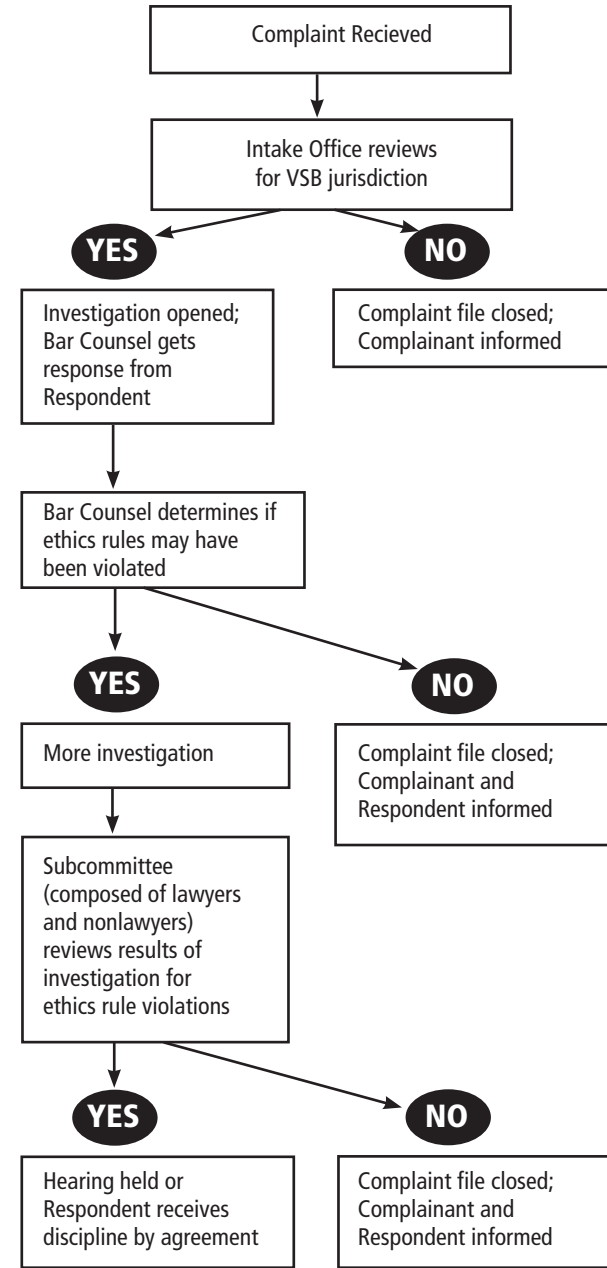 Complaint Recieved
Intake Office reviews
for VSB jurisdiction
YES
NO
Investigation opened;
Bar Counsel gets
response from
Respondent
Complaint file closed;
Complainant informed
Bar Counsel determines if
ethics rules may have
been violated
YES
NO
More investigation
Complaint file closed;
Complainant and
Respondent informed
Subcommittee
(composed of lawyers
and nonlawyers)
reviews results of
investigation for
ethics rule violations
YES
NO
Hearing held or
Respondent receives
discipline by agreement
Complaint file closed;
Complainant and
Respondent informed